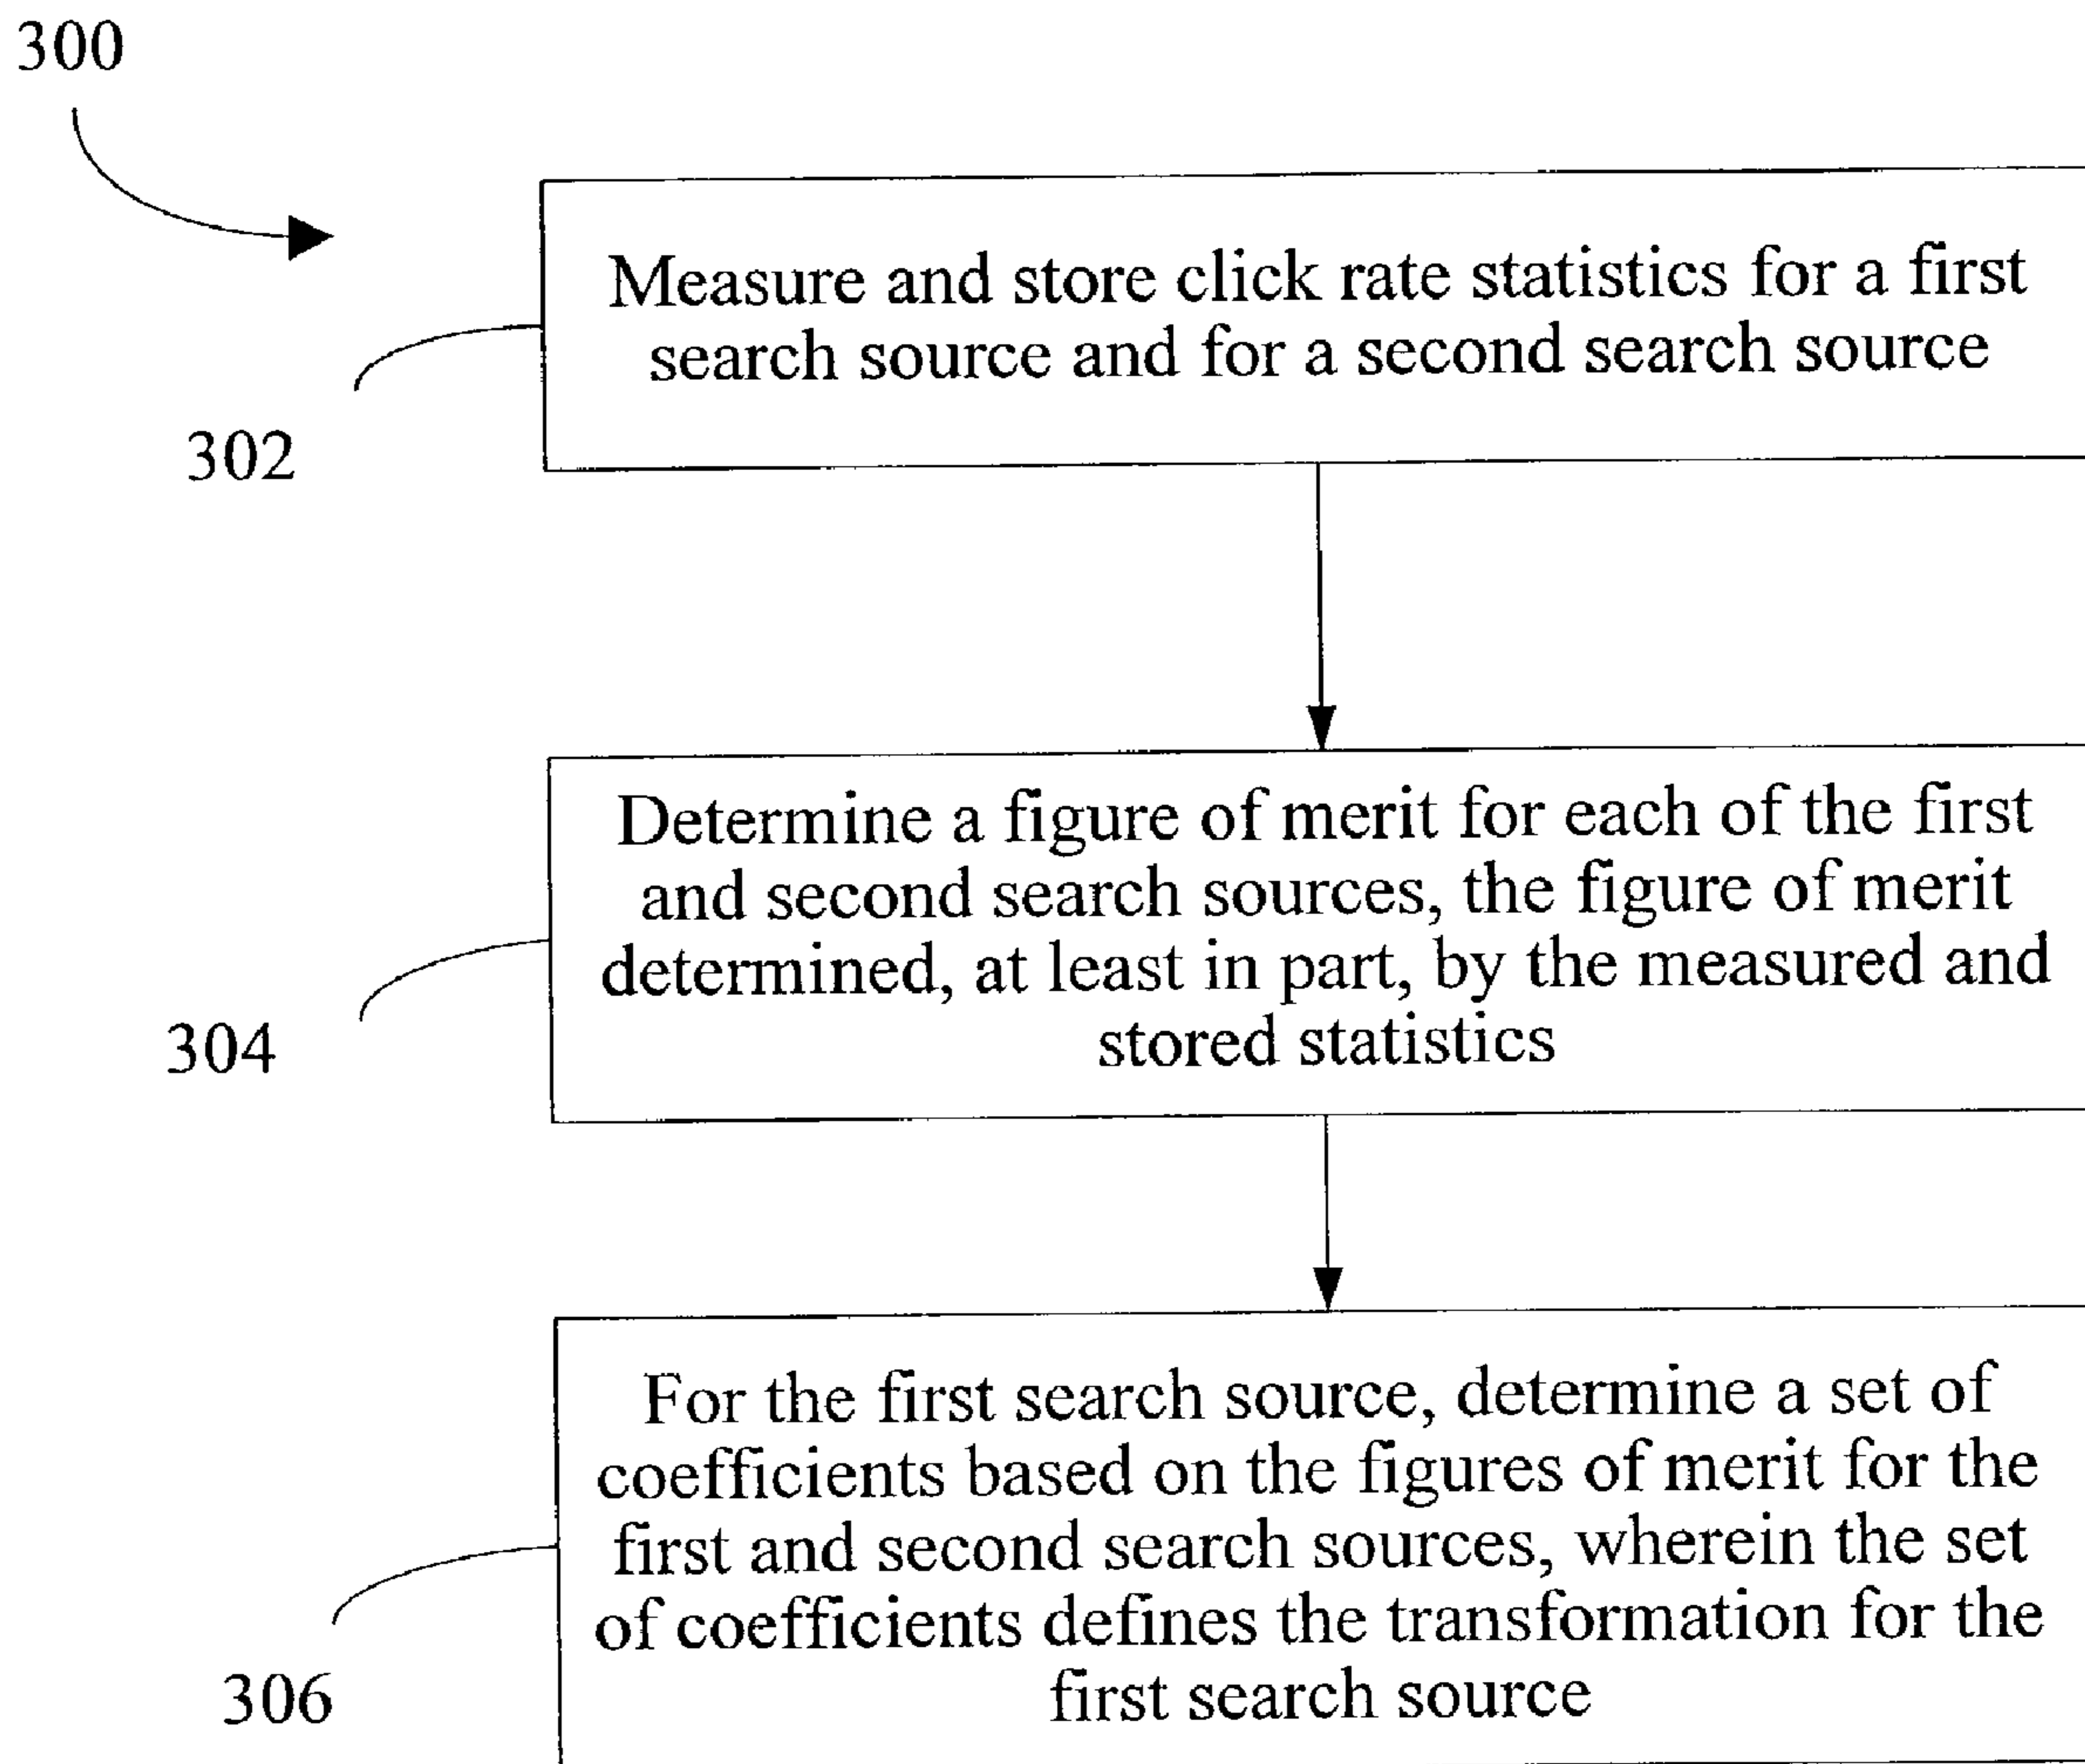 300
Measure and store click rate statistics for a first
search source and for a second search source
302
Determine a figure of merit for each of the first
and second search sources, the figure of merit
determined, at least in part, by the measured and
stored statistics
304
For the first search source, determine a set of
coefficients based on the figures of merit for the
first and second search sources, wherein the set
of coefficients defines the transformation for the
first search source
306